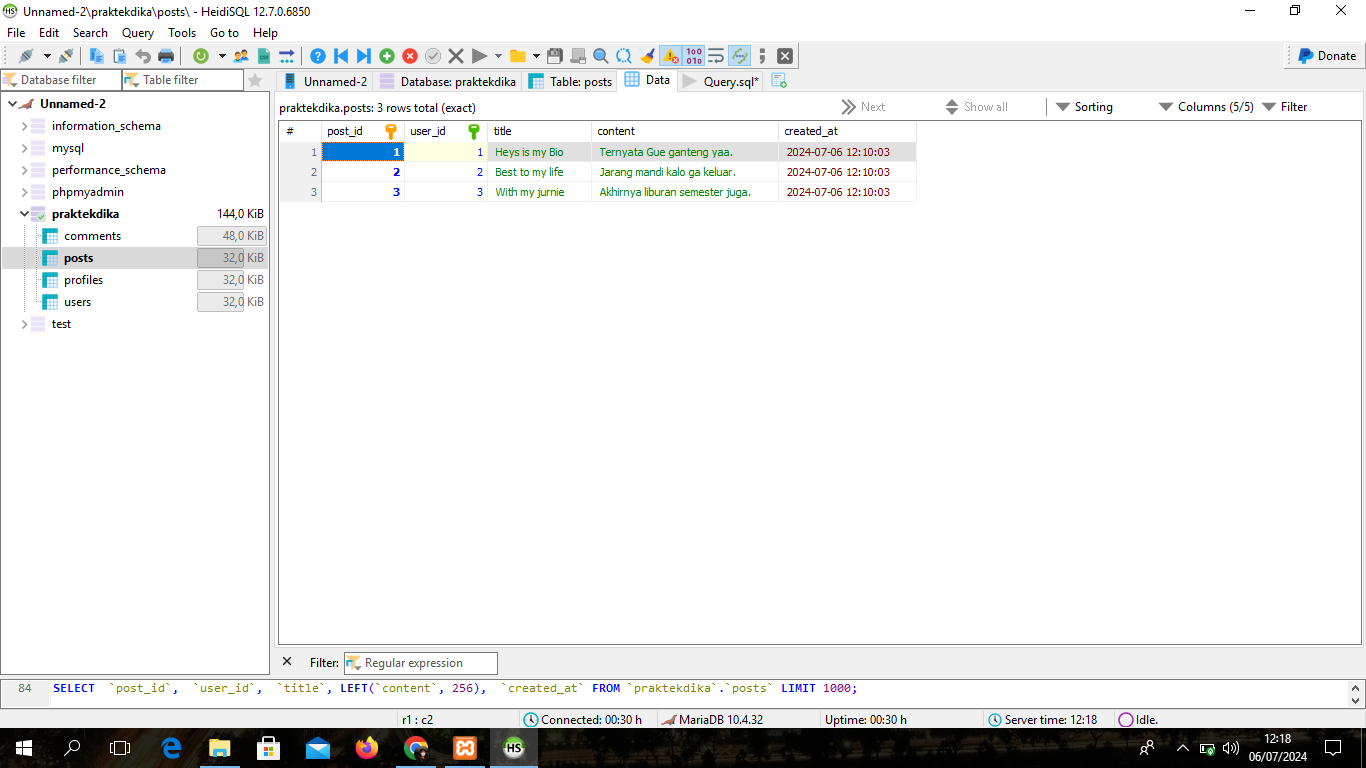 Unnamed-2\praktekdika\posts\ - HeidiSQL 12.7.0.6850
File Edit Search Query Tools Go to Help
Donate
Database filter Table filter
Unnamed-2 Database: praktekdika Table: posts Data Query.sql*
Unnamed-2
information_schema
mysql
performance_schema
phpmyadmin
praktekdika 144,0 KiB
comments 48,0 KiB
posts 32,0 KiB
profiles 32,0 KiB
users 32,0 KiB
test
praktekdika.posts: 3 rows total (exact) Next Show all Sorting Columns (5/5) Filter
# post_id user_id title content created_at
1 1 1 Heys is my Bio Ternyata Gue ganteng yaa. 2024-07-06 12:10:03
2 2 2 Best to my life Jarang mandi kalo ga keluar. 2024-07-06 12:10:03
3 3 3 With my jurnie Akhirnya liburan semester juga. 2024-07-06 12:10:03
Filter: Regular expression
84 SELECT `post_id`, `user_id`, `title`, LEFT(`content`, 256), `created_at` FROM `praktekdika`.`posts` LIMIT 1000;
r1 : c2 Connected: 00:30 h MariaDB 10.4.32 Uptime: 00:30 h Server time: 12:18 Idle.
HS
12:18
06/07/2024